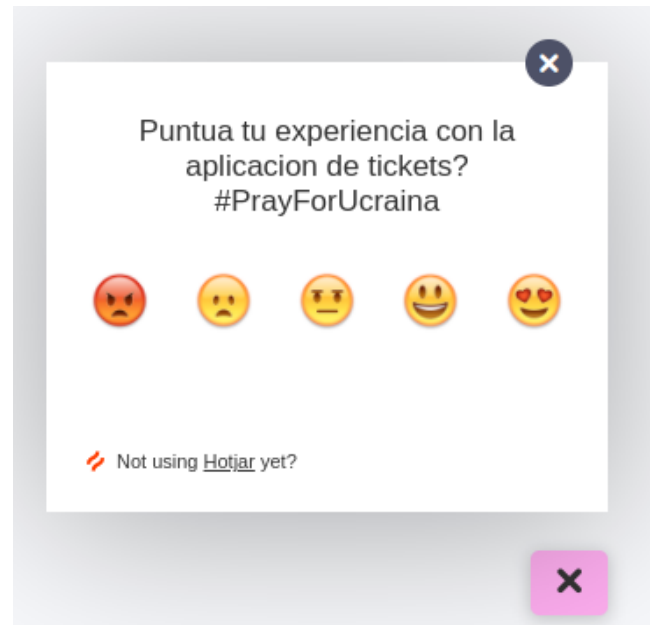 Puntua tu experiencia con la
aplicacion de tickets?
#PrayForUcraina
Not using Hotjar yet?